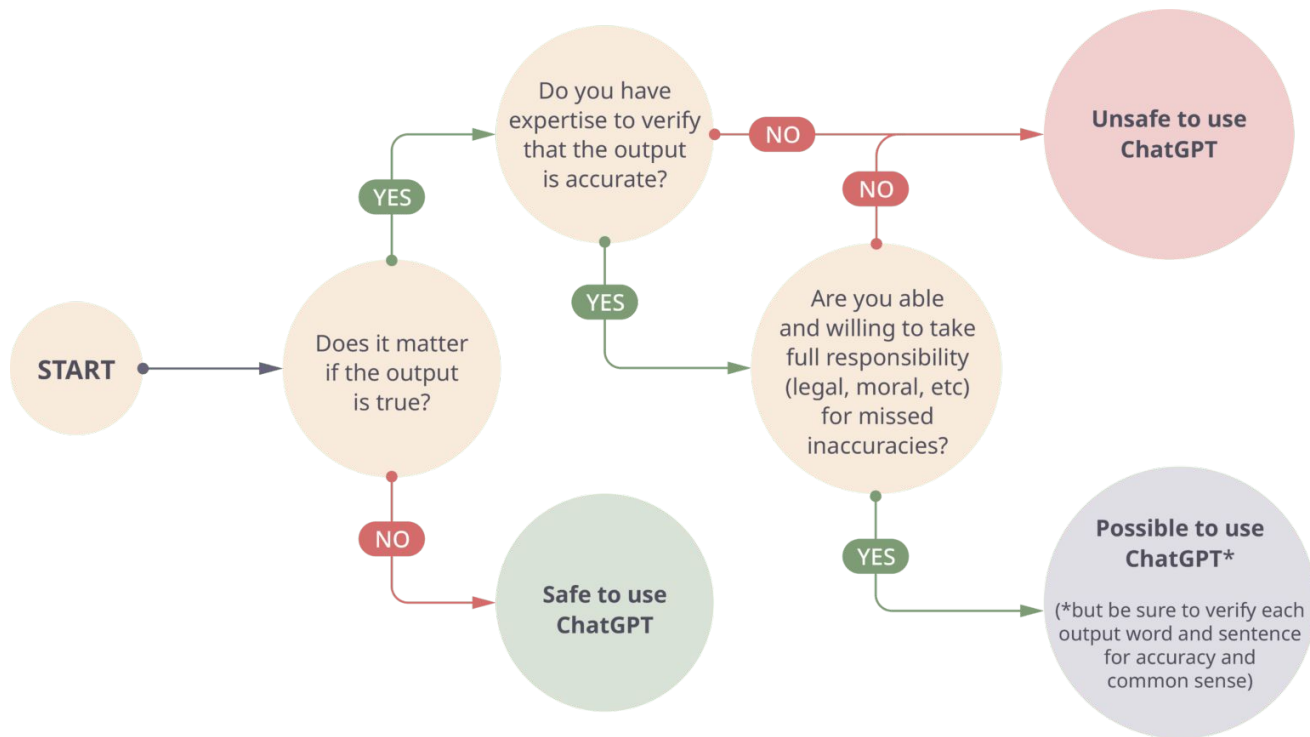 START
Does it matter
if the output
is true?
YES
NO
Do you have
expertise to verify
that the output
is accurate?
NO
YES
Are you able
and willing to take
full responsibility
(legal, moral, etc)
for missed
inaccuracies?
NO
YES
Unsafe to use
ChatGPT
Safe to use
ChatGPT
Possible to use
ChatGPT*
(*but be sure to verify each
output word and sentence
for accuracy and
common sense)